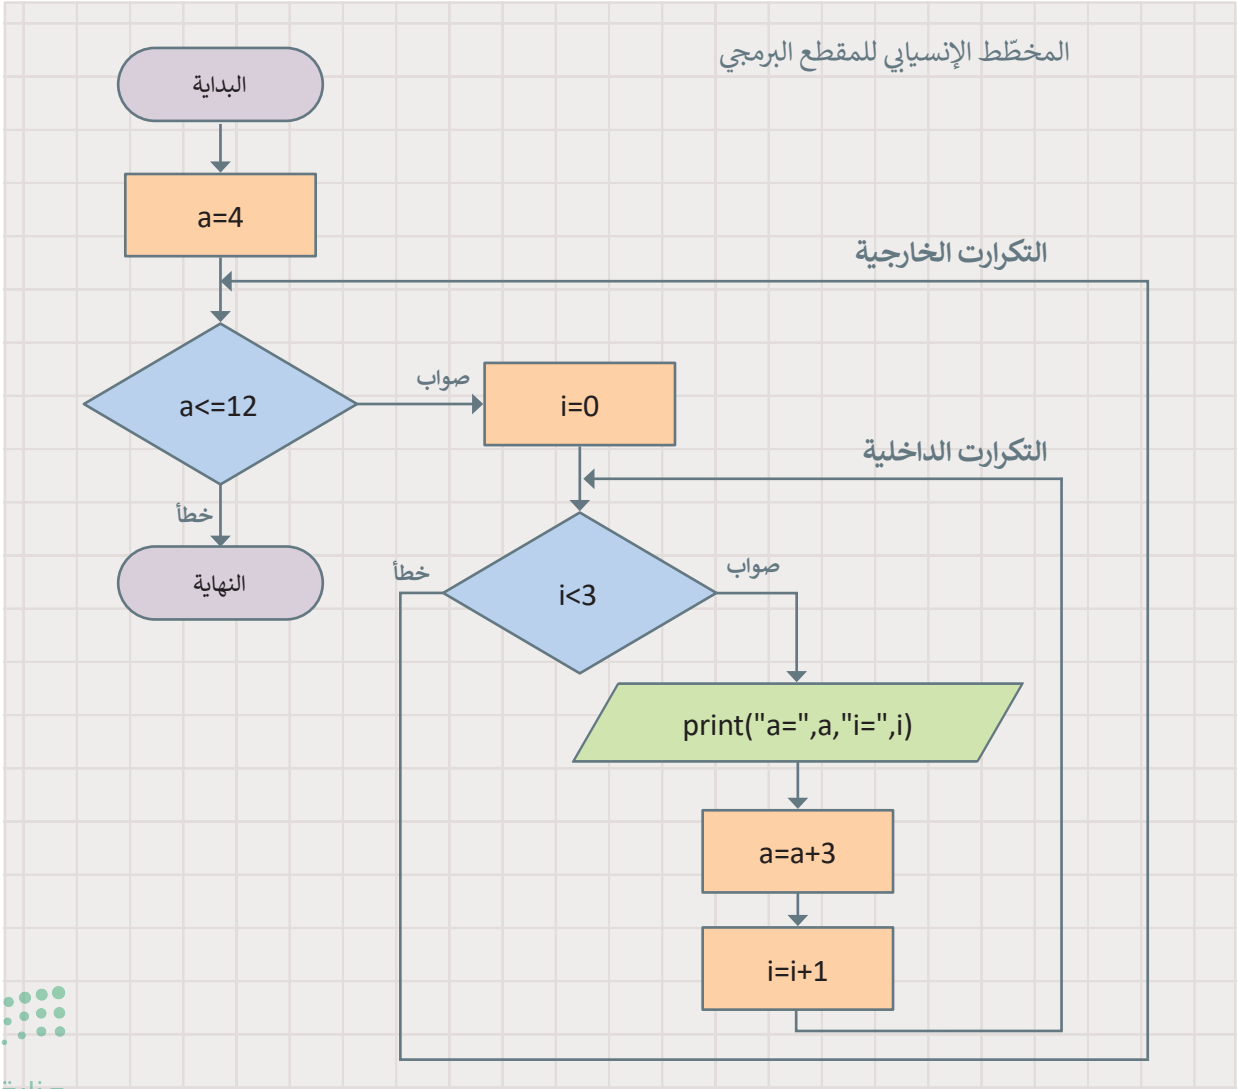 المخطّط الإنسيابي للمقطع البرمجي
البداية
a=4
التكرارت الخارجية
a<=12
صواب
i=0
خطأ
النهاية
التكرارت الداخلية
i<3
خطأ
صواب
print("a=",a,"i=",i)
a=a+3
i=i+1